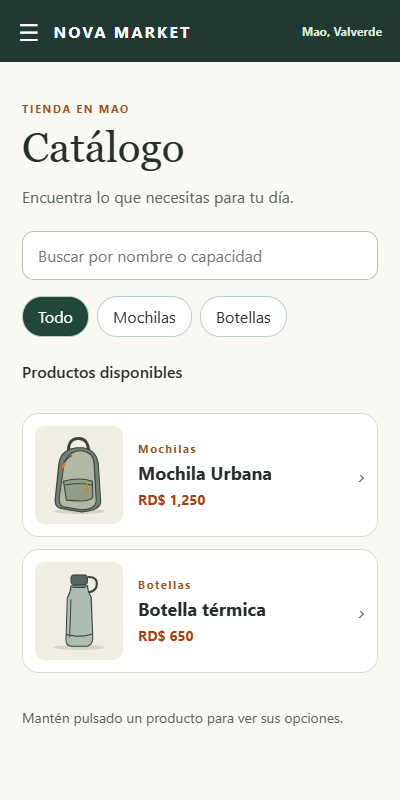 NOVA MARKET
Mao, Valverde
TIENDA EN MAO
Catálogo
Encuentra lo que necesitas para tu día.
Buscar por nombre o capacidad
Todo
Mochilas
Botellas
Productos disponibles
Mochilas
Mochila Urbana
RD$ 1,250
Botellas
Botella térmica
RD$ 650
Mantén pulsado un producto para ver sus opciones.